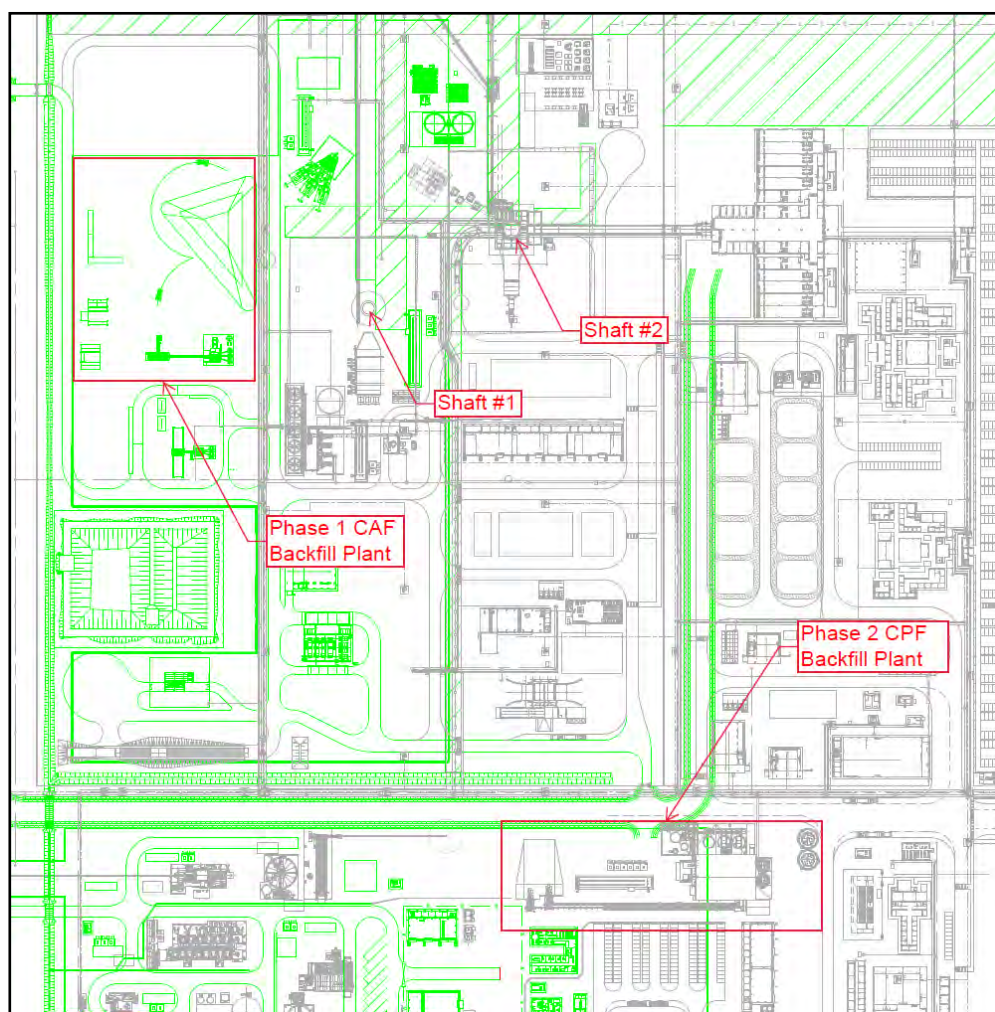 Shaft #2
Shaft #1
Phase 1 CAF
Backfill Plant
Phase 2 CPF
Backfill Plant